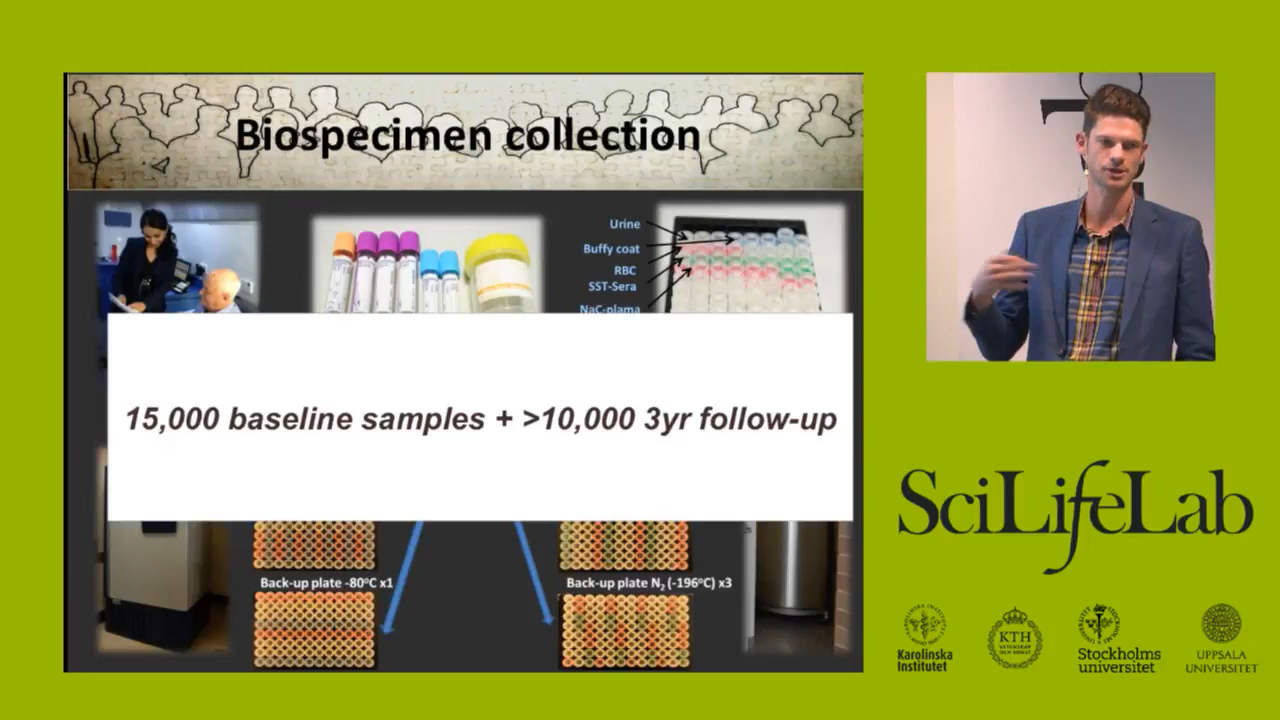 Biospecimen collection
Urine
Buffy coat
RBC
SST-Sera
NaC-plama
15,000 baseline samples + >10,000 3yr follow-up
Back-up plate -80°C x1
Back-up plate N₂ (-196°C) x3
SciLifeLab
Karolinska
Institutet
KTH
VETENSKAP
OCH KONST
Stockholms
universitet
UPPSALA
UNIVERSITET